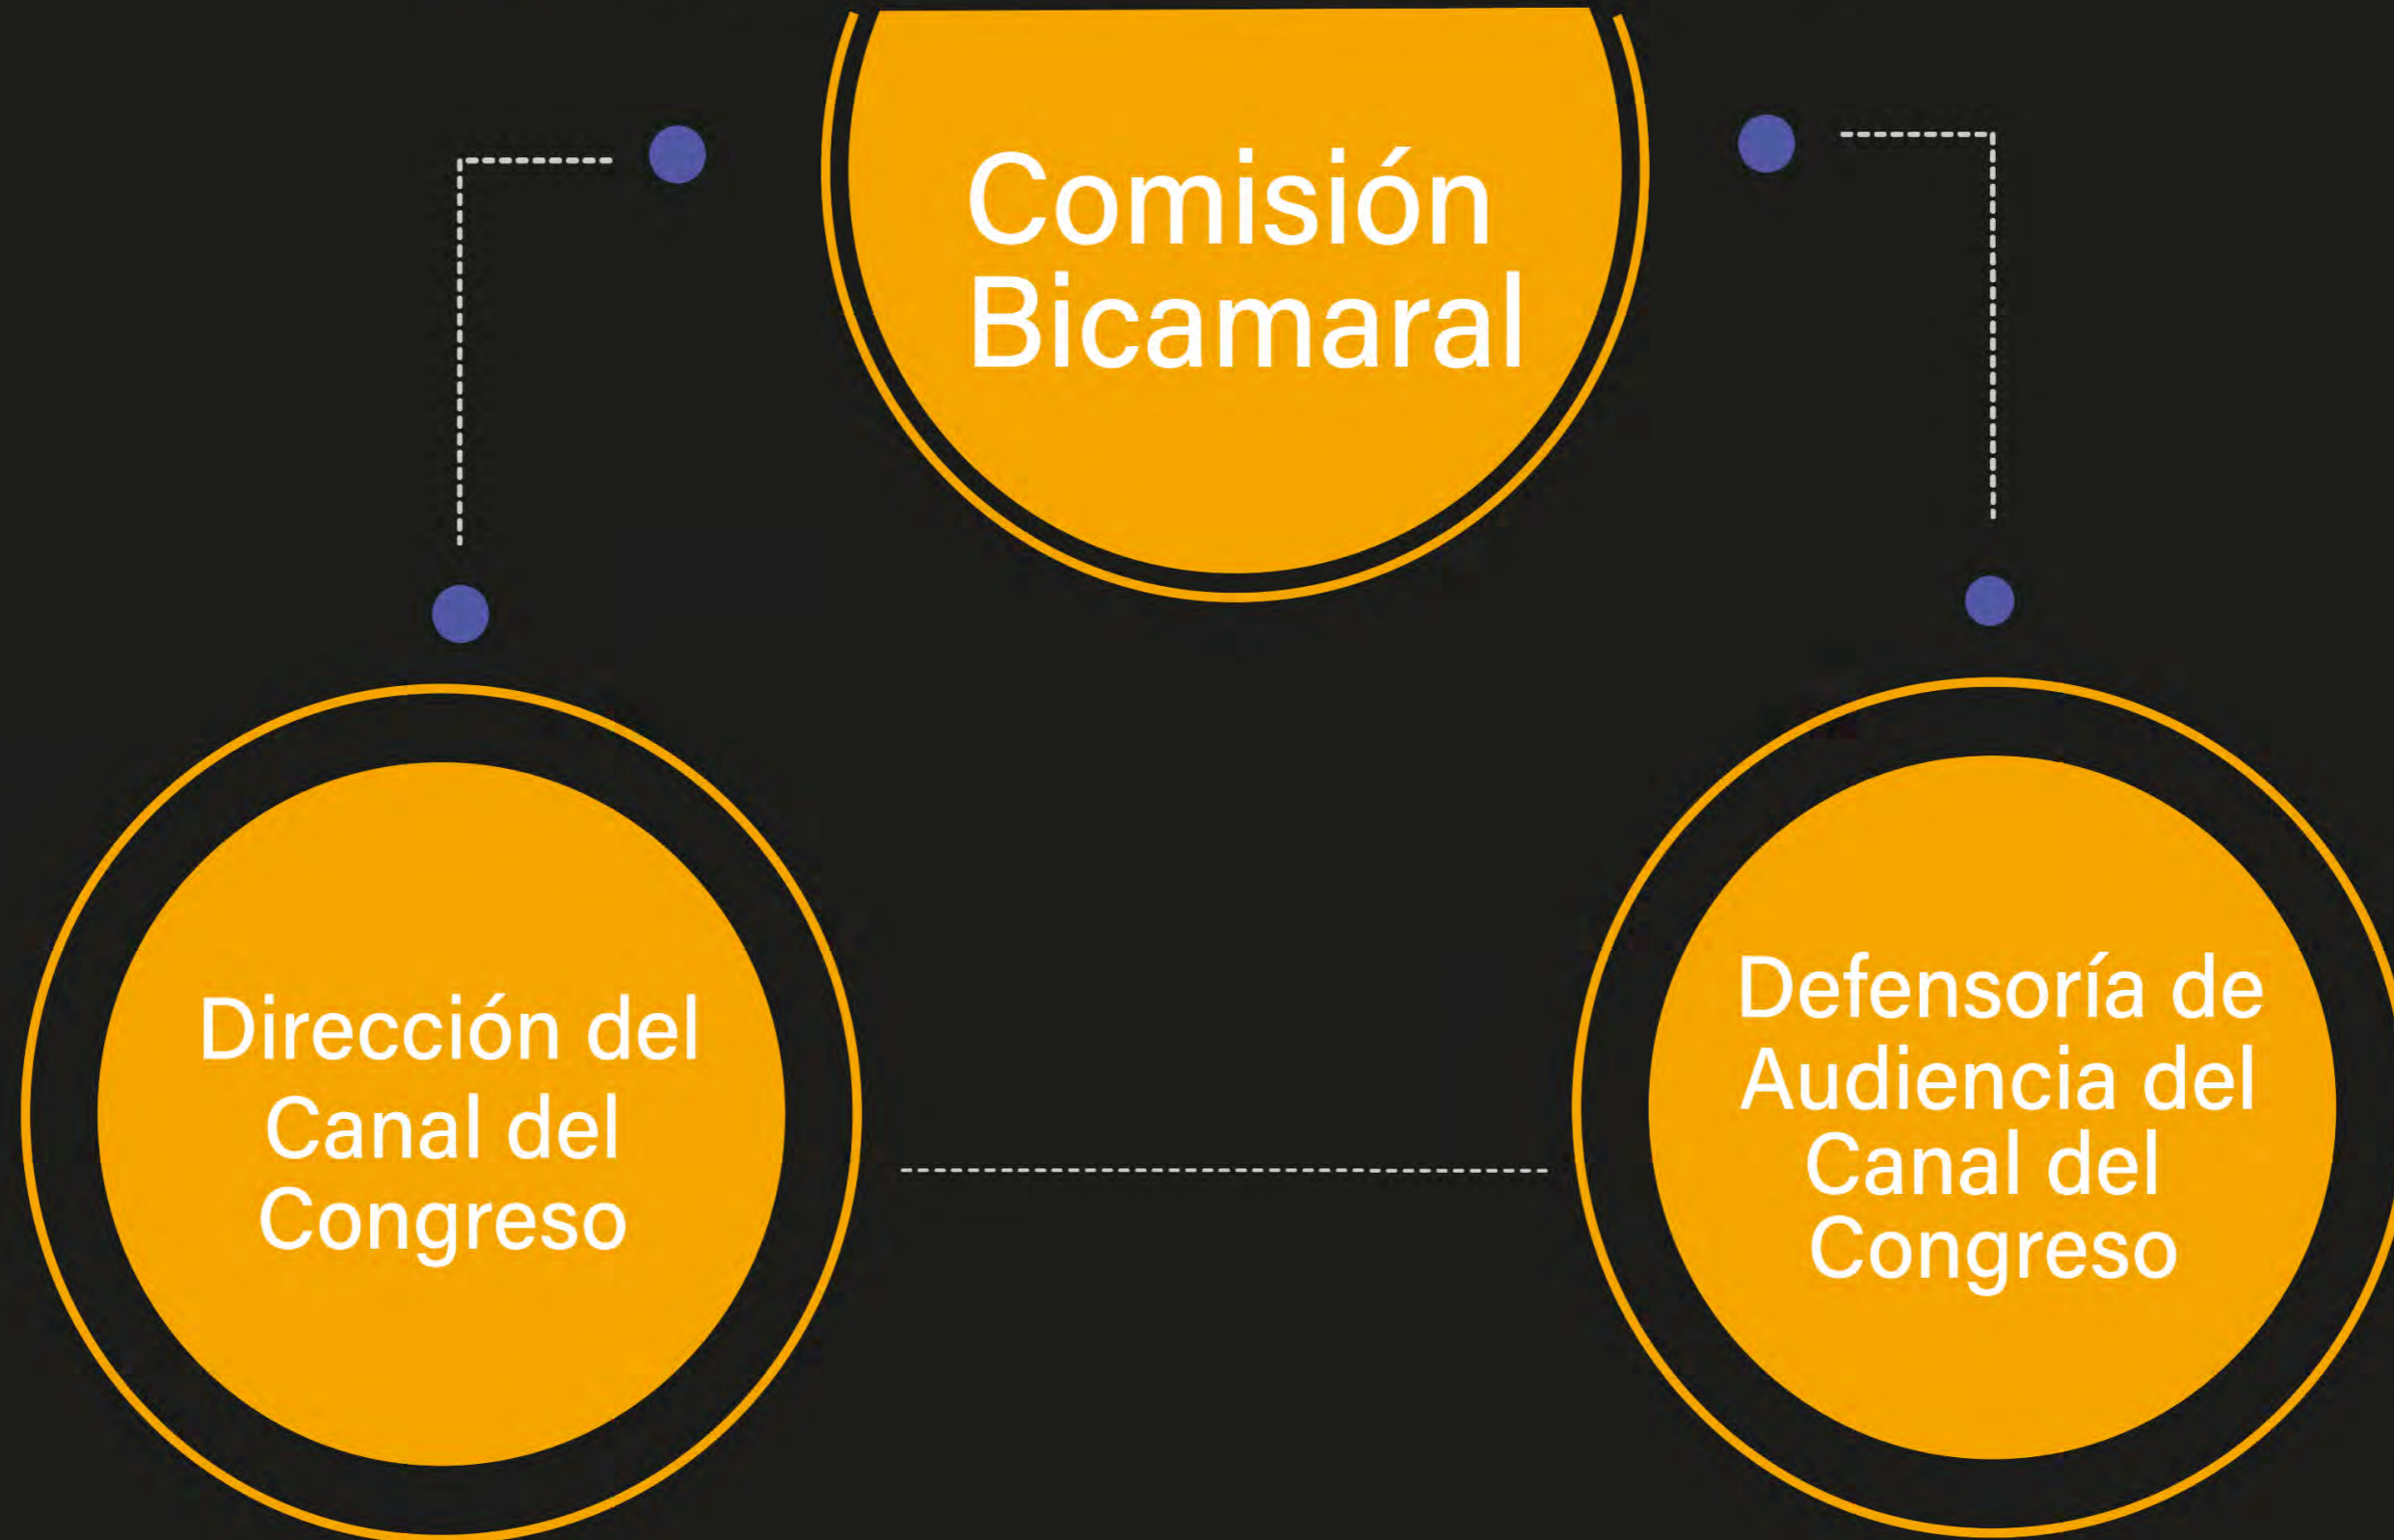 Comisión
Bicamaral
Dirección del
Canal del
Congreso
Defensoría de
Audiencia del
Canal del
Congreso